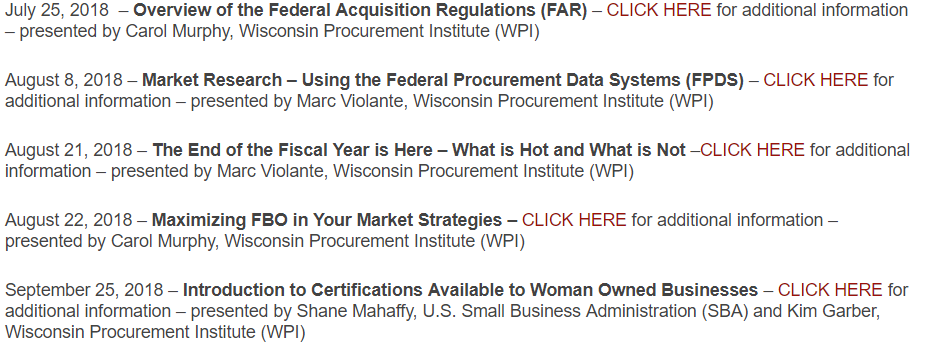 July 25, 2018 – Overview of the Federal Acquisition Regulations (FAR) – CLICK HERE for additional information
– presented by Carol Murphy, Wisconsin Procurement Institute (WPI)
August 8, 2018 – Market Research – Using the Federal Procurement Data Systems (FPDS) – CLICK HERE for
additional information – presented by Marc Violante, Wisconsin Procurement Institute (WPI)
August 21, 2018 – The End of the Fiscal Year is Here – What is Hot and What is Not –CLICK HERE for additional
information – presented by Marc Violante, Wisconsin Procurement Institute (WPI)
August 22, 2018 – Maximizing FBO in Your Market Strategies – CLICK HERE for additional information –
presented by Carol Murphy, Wisconsin Procurement Institute (WPI)
September 25, 2018 – Introduction to Certifications Available to Woman Owned Businesses – CLICK HERE for
additional information – presented by Shane Mahaffy, U.S. Small Business Administration (SBA) and Kim Garber,
Wisconsin Procurement Institute (WPI)